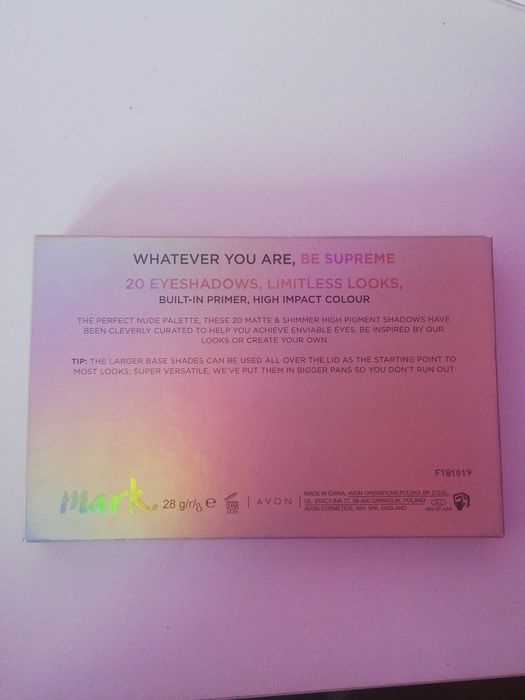 WHATEVER YOU ARE, BE SUPREME
20 EYESHADOWS, LIMITLESS LOOKS,
BUILT-IN PRIMER, HIGH IMPACT COLOUR
THE PERFECT NUDE PALETTE, THESE 20 MATTE & SHIMMER HIGH PIGMENT SHADOWS HAVE
BEEN CLEVERLY CURATED TO HELP YOU ACHIEVE ENVIABLE EYES. BE INSPIRED BY OUR
LOOKS OR CREATE YOUR OWN.
TIP: THE LARGER BASE SHADES CAN BE USED ALL OVER THE LID AS THE STARTING POINT TO
MOST LOOKS; SUPER VERSATILE, WE'VE PUT THEM IN BIGGER PANS SO YOU DON'T RUN OUT
F181019
mark. 28 g/r/გ e 24M AVON
MADE IN CHINA. AVON OPERATIONS POLSKA SP. Z O.O.,
UL. STACYJNA 77, 08-400 GARWOLIN, POLAND
AVON COSMETICS, NN1 5PA, ENGLAND